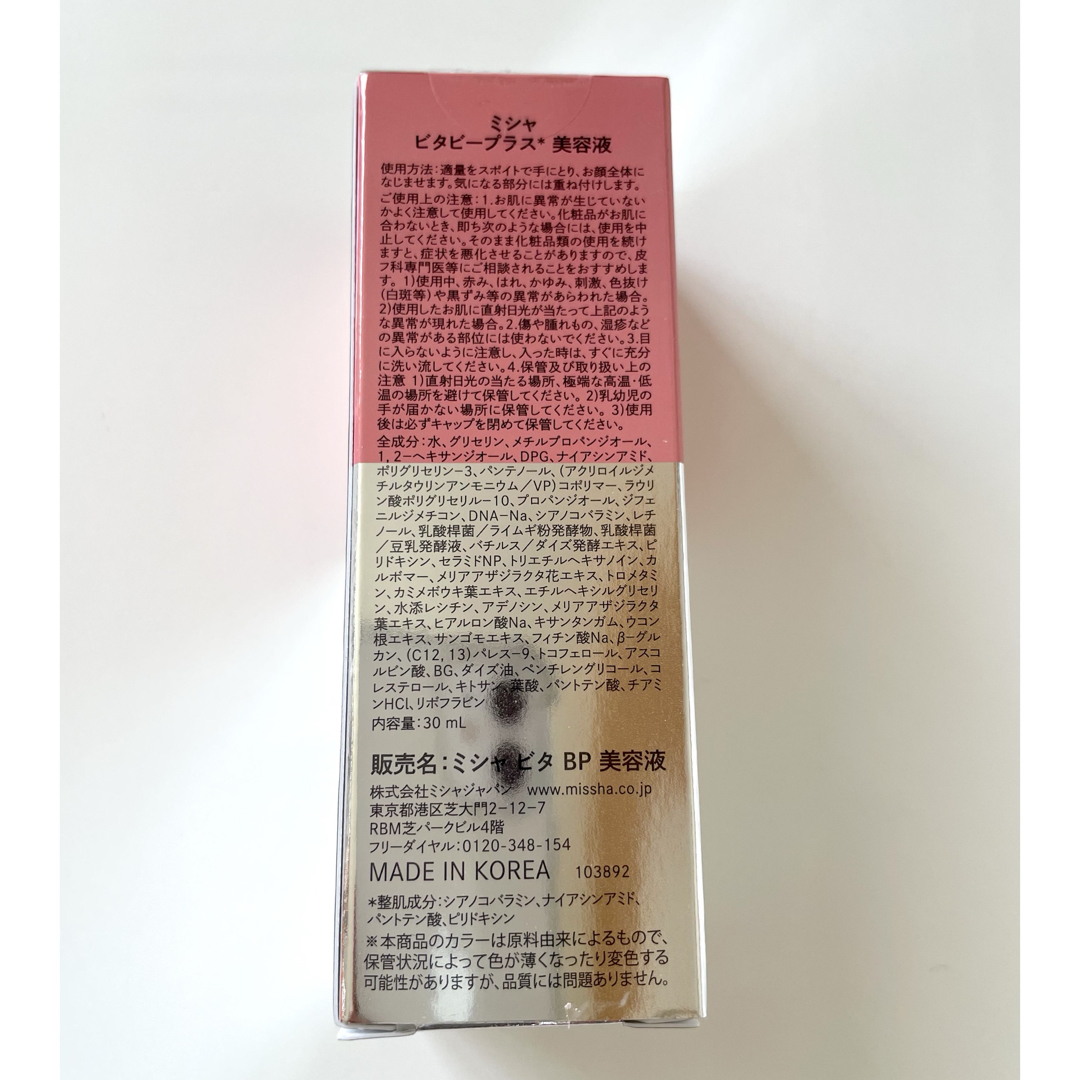 ミシャ
ビタビープラス* 美容液
使用方法：適量をスポイトで手にとり、お顔全体に
なじませます。気になる部分には重ね付けします。
ご使用上の注意：1.お肌に異常が生じていない
かよく注意して使用してください。化粧品がお肌に
合わないとき、即ち次のような場合には、使用を中
止してください。そのまま化粧品類の使用を続け
ますと、症状を悪化させることがありますので、皮
フ科専門医等にご相談されることをおすすめしま
す。1)使用中、赤み、はれ、かゆみ、刺激、色抜け
(白斑等)や黒ずみ等の異常があらわれた場合。
2)使用したお肌に直射日光が当たって上記のよう
な異常が現れた場合。2.傷や腫れもの、湿疹など
の異常がある部位には使わないでください。3.目
に入らないように注意し、入った時は、すぐに充分
に洗い流してください。4.保管及び取り扱い上の
注意 1)直射日光の当たる場所、極端な高温・低
温の場所を避けて保管してください。2)乳幼児の
手が届かない場所に保管してください。3)使用
後は必ずキャップを閉めて保管してください。
全成分：水、グリセリン、メチルプロパンジオール、
1,2−ヘキサンジオール、DPG、ナイアシンアミド、
ポリグリセリン−3、パンテノール、(アクリロイルジメ
チルタウリンアンモニウム／VP)コポリマー、ラウリ
ン酸ポリグリセリル−10、プロパンジオール、ジフェ
ニルジメチコン、DNA−Na、シアノコバラミン、レチ
ノール、乳酸桿菌／ライムギ粉発酵物、乳酸桿菌
／豆乳発酵液、バチルス／ダイズ発酵エキス、ピ
リドキシン、セラミドNP、トリエチルヘキサノイン、カ
ルボマー、メリアアザジラクタ花エキス、トロメタミ
ン、カミメボウキ葉エキス、エチルヘキシルグリセリ
ン、水添レシチン、アデノシン、メリアアザジラクタ
葉エキス、ヒアルロン酸Na、キサンタンガム、ウコン
根エキス、サンゴモエキス、フィチン酸Na、β−グル
カン、(C12,13)パレス−9、トコフェロール、アスコ
ルビン酸、BG、ダイズ油、ペンチレングリコール、コ
レステロール、キトサン、葉酸、パントテン酸、チアミ
ンHCl、リボフラビン
内容量：30 mL
販売名：ミシャ ビタ BP 美容液
株式会社ミシャジャパン www.missha.co.jp
東京都港区芝大門2−12−7
RBM芝パークビル4階
フリーダイヤル：0120-348-154
MADE IN KOREA 103892
*整肌成分：シアノコバラミン、ナイアシンアミド、
パントテン酸、ピリドキシン
※本商品のカラーは原料由来によるもので、
保管状況によって色が薄くなったり変色する
可能性がありますが、品質には問題ありません。